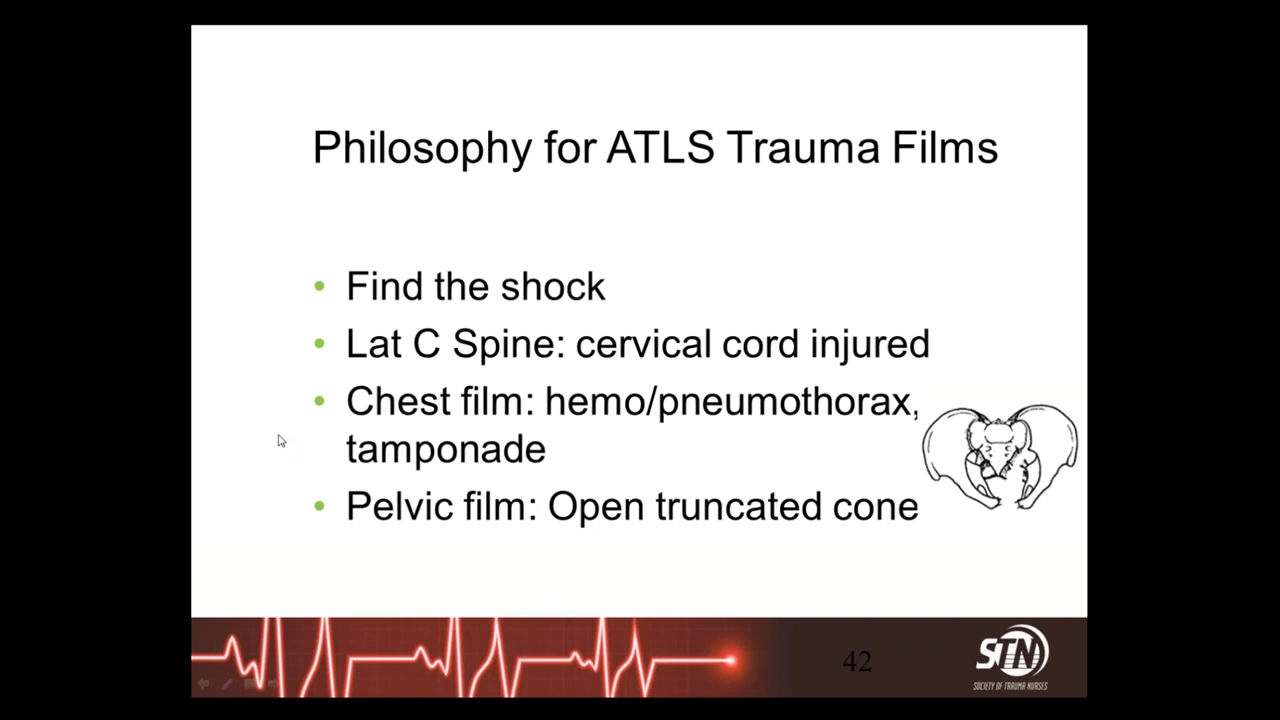 Philosophy for ATLS Trauma Films
• Find the shock
• Lat C Spine: cervical cord injured
• Chest film: hemo/pneumothorax,
tamponade
• Pelvic film: Open truncated cone
42
STN
SOCIETY OF TRAUMA NURSES